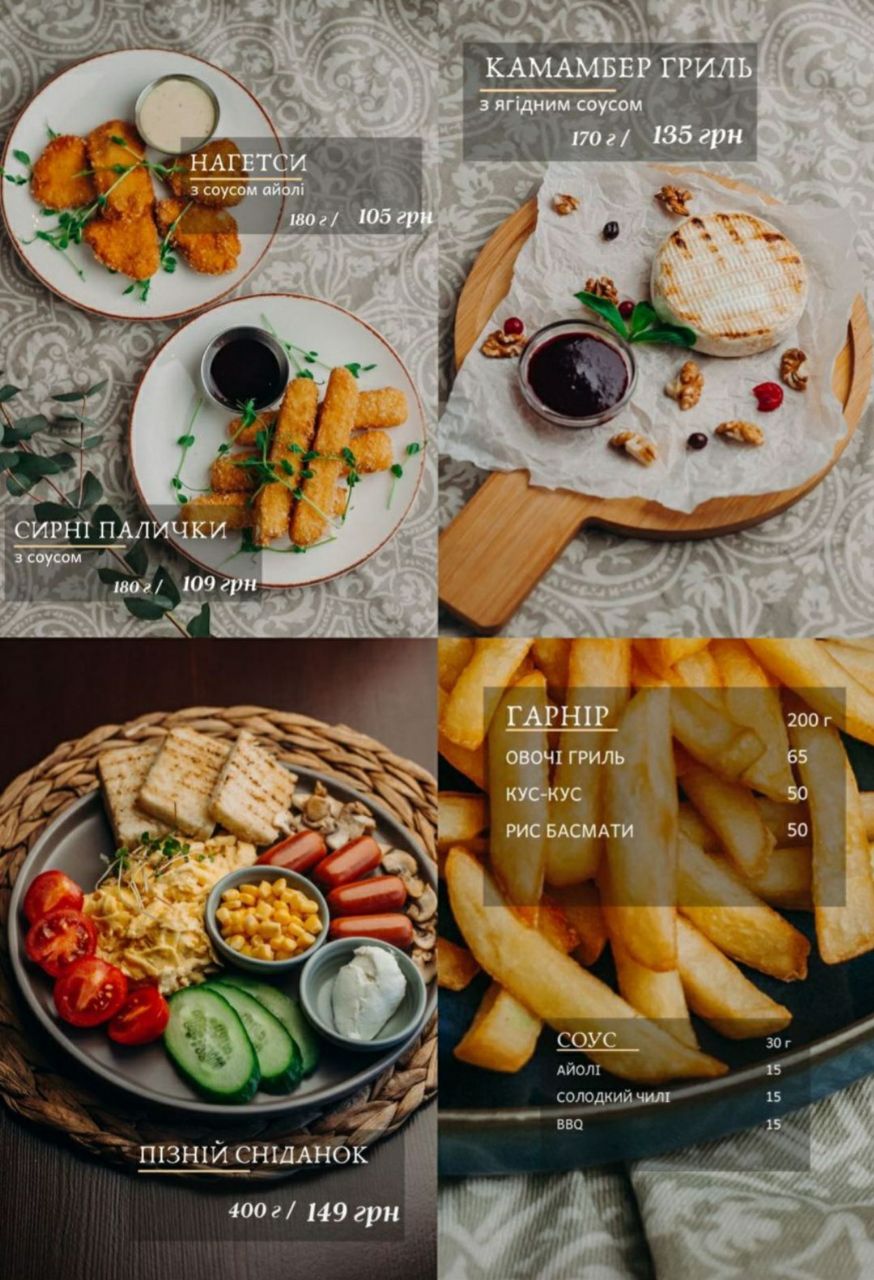 НАГЕТСИ
з соусом айолі
180 г / 105 грн
СИРНІ ПАЛИЧКИ
з соусом
180 г / 109 грн
КАМАМБЕР ГРИЛЬ
з ягідним соусом
170 г / 135 грн
ПІЗНІЙ СНІДАНОК
400 г / 149 грн
ГАРНІР 200 г
ОВОЧІ ГРИЛЬ 65
КУС-КУС 50
РИС БАСМАТИ 50
СОУС 30 г
АЙОЛІ 15
СОЛОДКИЙ ЧИЛІ 15
BBQ 15